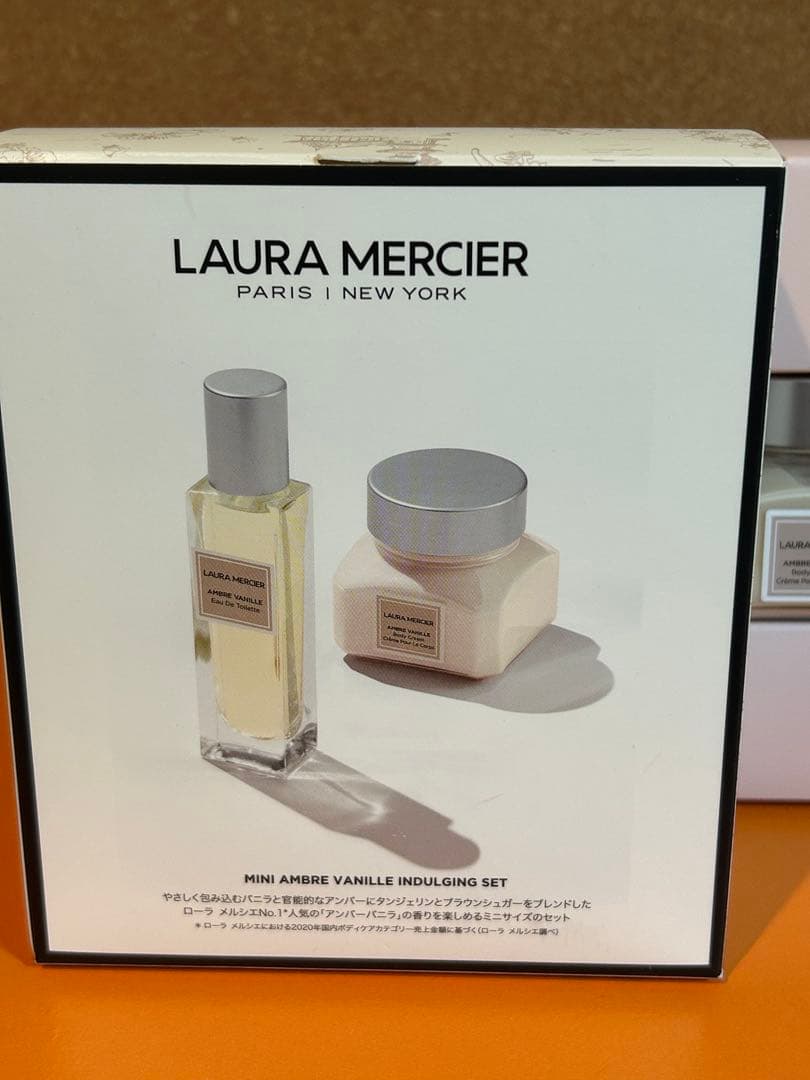 LAURA MERCIER
PARIS | NEW YORK
LAURA MERCIER
AMBRE VANILLE
Eau De Toilette
LAURA MERCIER
AMBRE VANILLE
Body Cream
Crème Pour Le Corps
LAURA
AMBRE
Body
Crème Po
MINI AMBRE VANILLE INDULGING SET
やさしく包み込むバニラと官能的なアンバーにタンジェリンとブラウンシュガーをブレンドした
ローラ メルシエNo.1*人気の「アンバーバニラ」の香りを楽しめるミニサイズのセット
* ローラ メルシエにおける2020年国内ボディケアカテゴリー売上金額に基づく（ローラ メルシエ調べ）